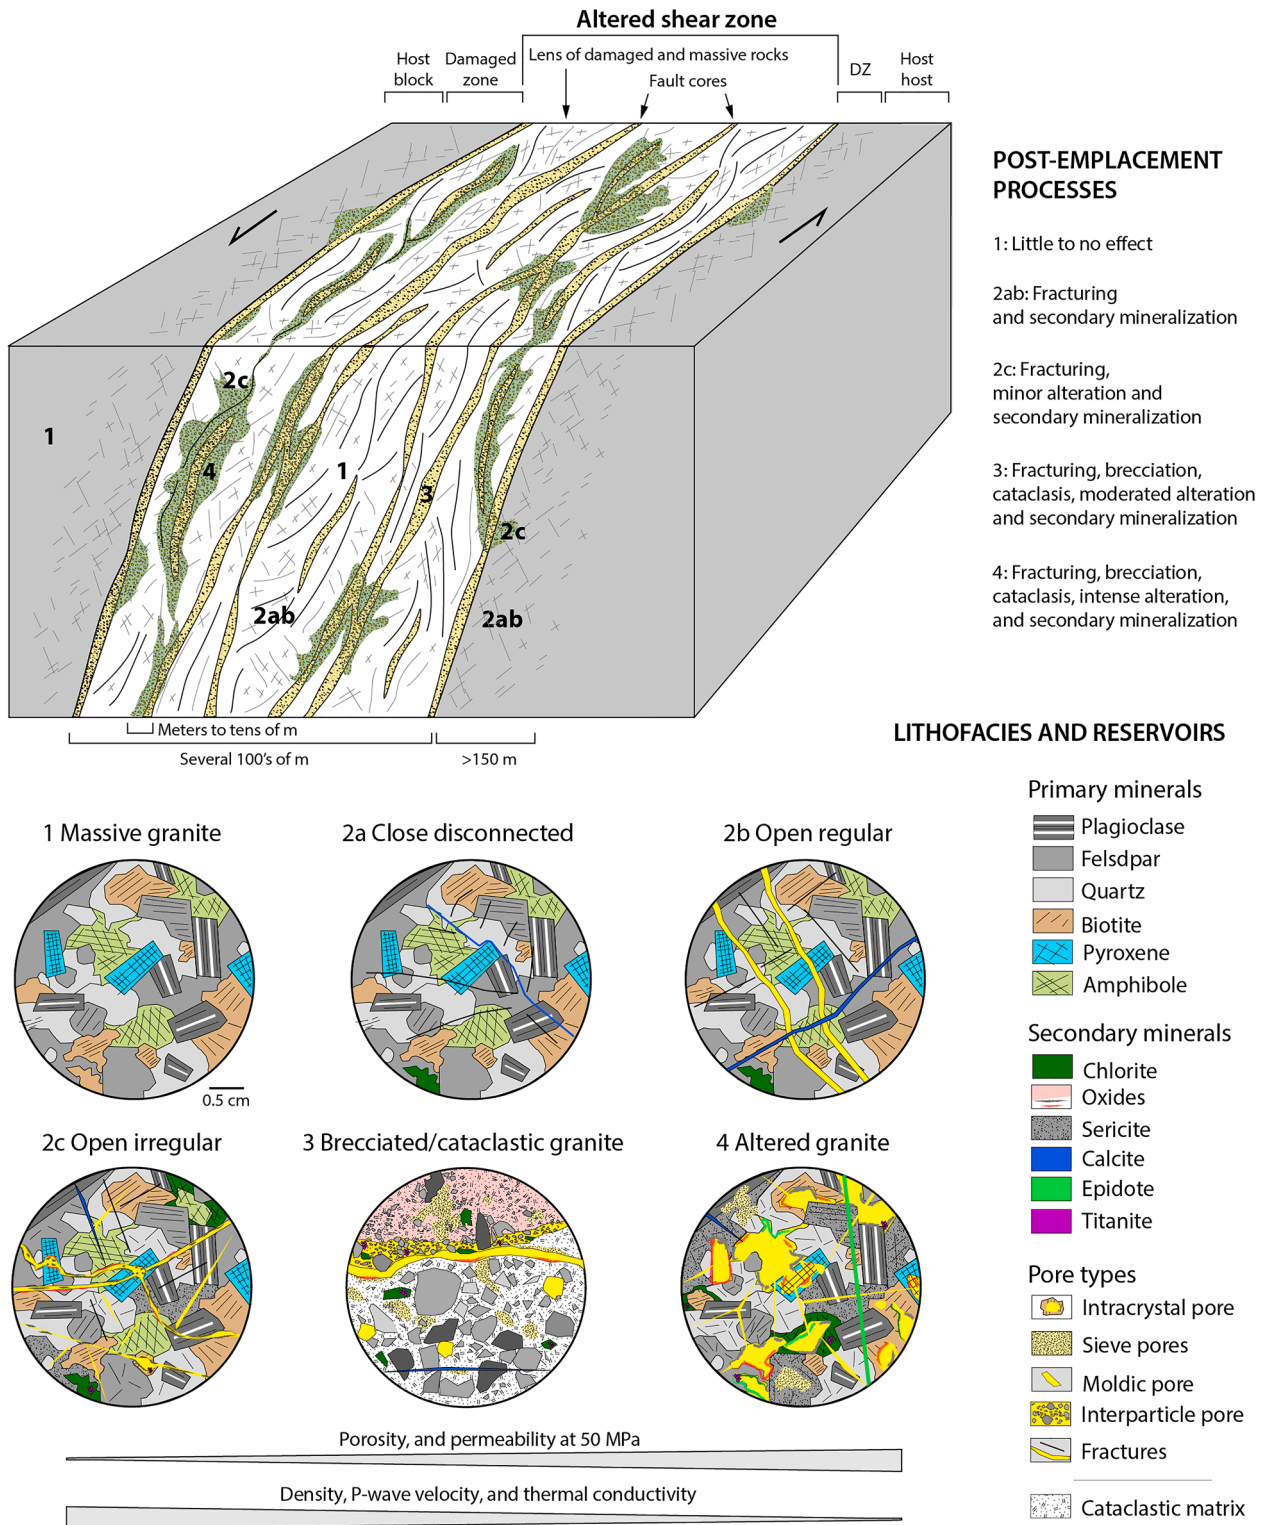 Altered shear zone
Host
block
Damaged
zone
Lens of damaged and massive rocks
Fault cores
DZ
Host
host
POST-EMPLACEMENT
PROCESSES
1: Little to no effect
2ab: Fracturing
and secondary mineralization
2c: Fracturing,
minor alteration and
secondary mineralization
3: Fracturing, brecciation,
cataclasis, moderated alteration
and secondary mineralization
4: Fracturing, brecciation,
cataclasis, intense alteration,
and secondary mineralization
2c
1
4
1
3
2c
2ab
2ab
Meters to tens of m
Several 100's of m
>150 m
LITHOFACIES AND RESERVOIRS
1 Massive granite
2a Close disconnected
2b Open regular
0.5 cm
2c Open irregular
3 Brecciated/cataclastic granite
4 Altered granite
Primary minerals
Plagioclase
Felsdpar
Quartz
Biotite
Pyroxene
Amphibole
Secondary minerals
Chlorite
Oxides
Sericite
Calcite
Epidote
Titanite
Pore types
Intracrystal pore
Sieve pores
Moldic pore
Interparticle pore
Fractures
Cataclastic matrix
Porosity, and permeability at 50 MPa
Density, P-wave velocity, and thermal conductivity